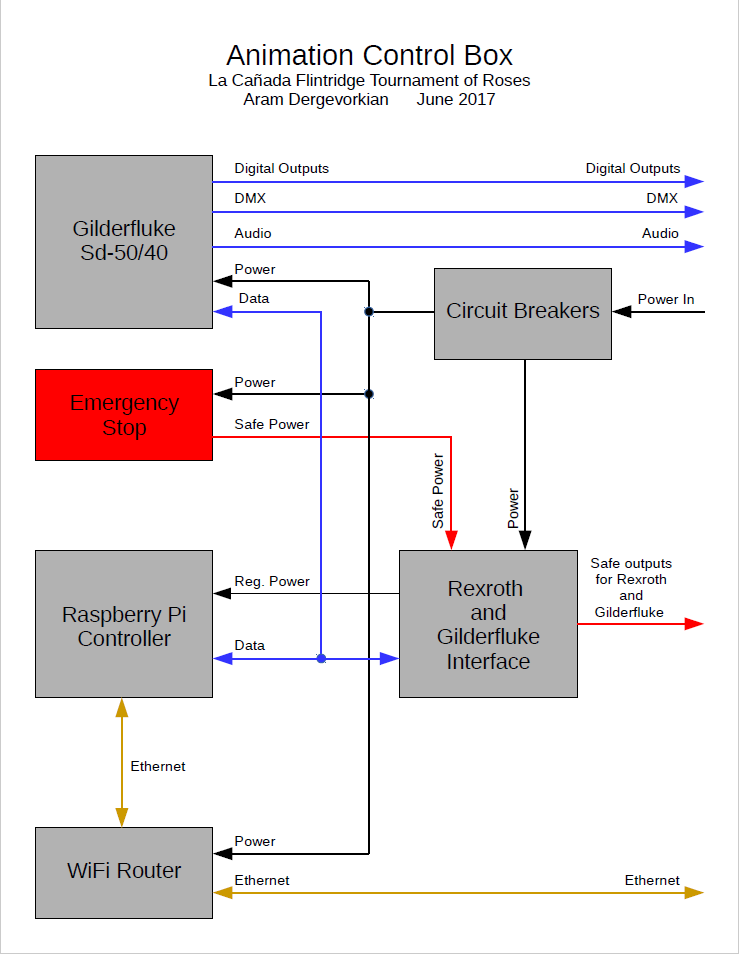 Animation Control Box
La Cañada Flintridge Tournament of Roses
Aram Dergevorkian June 2017
Digital Outputs
Digital Outputs
DMX
DMX
Gilderfluke
Sd-50/40
Audio
Audio
Power
Data
Circuit Breakers
Power In
Emergency
Stop
Power
Safe Power
Safe Power
Power
Raspberry Pi
Controller
Reg. Power
Data
Rexroth
and
Gilderfluke
Interface
Safe outputs
for Rexroth
and
Gilderfluke
Ethernet
WiFi Router
Power
Ethernet
Ethernet